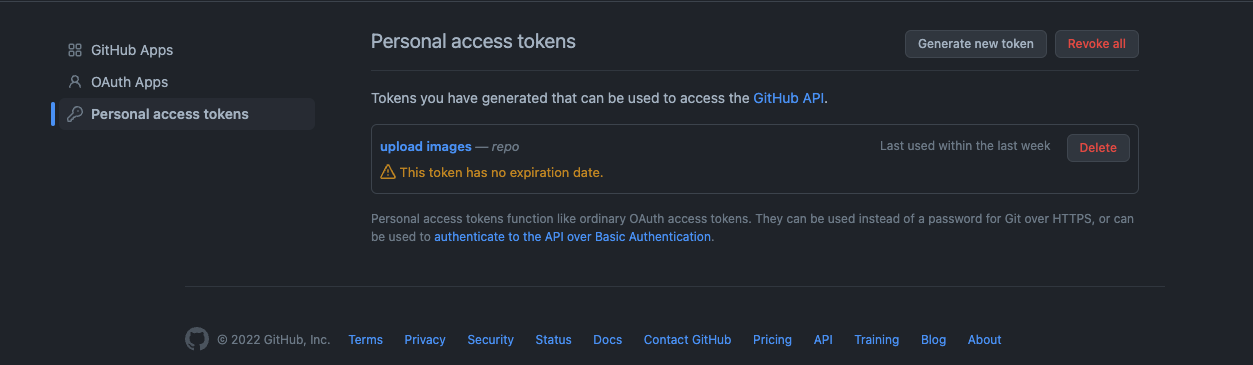 GitHub Apps
OAuth Apps
Personal access tokens
Personal access tokens
Generate new token
Revoke all
Tokens you have generated that can be used to access the GitHub API.
upload images — repo
Last used within the last week
Delete
This token has no expiration date.
Personal access tokens function like ordinary OAuth access tokens. They can be used instead of a password for Git over HTTPS, or can
be used to authenticate to the API over Basic Authentication.
© 2022 GitHub, Inc. Terms Privacy Security Status Docs Contact GitHub Pricing API Training Blog About